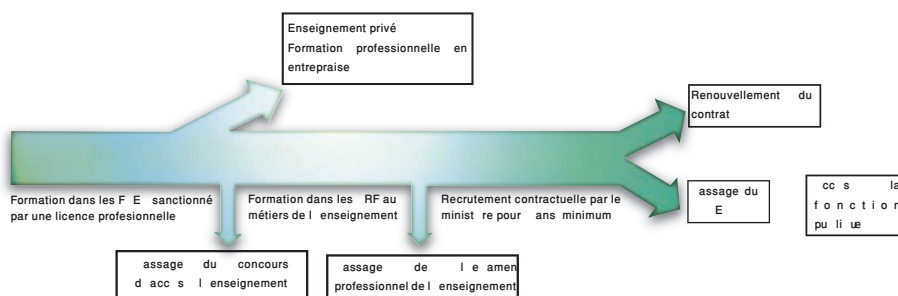 Enseignement privé
Formation professionnelle en
entrepraise
Renouvellement du
contrat
Formation dans les F E sanctionné
par une licence profesionnelle
Formation dans les RF au
métiers de l enseignement
Recrutement contractuelle par le
minist re pour ans minimum
assage du
E
cc s la
fonction
pu li ue
assage du concours
d acc s l enseignement
assage de l e amen
professionnel de l enseignement